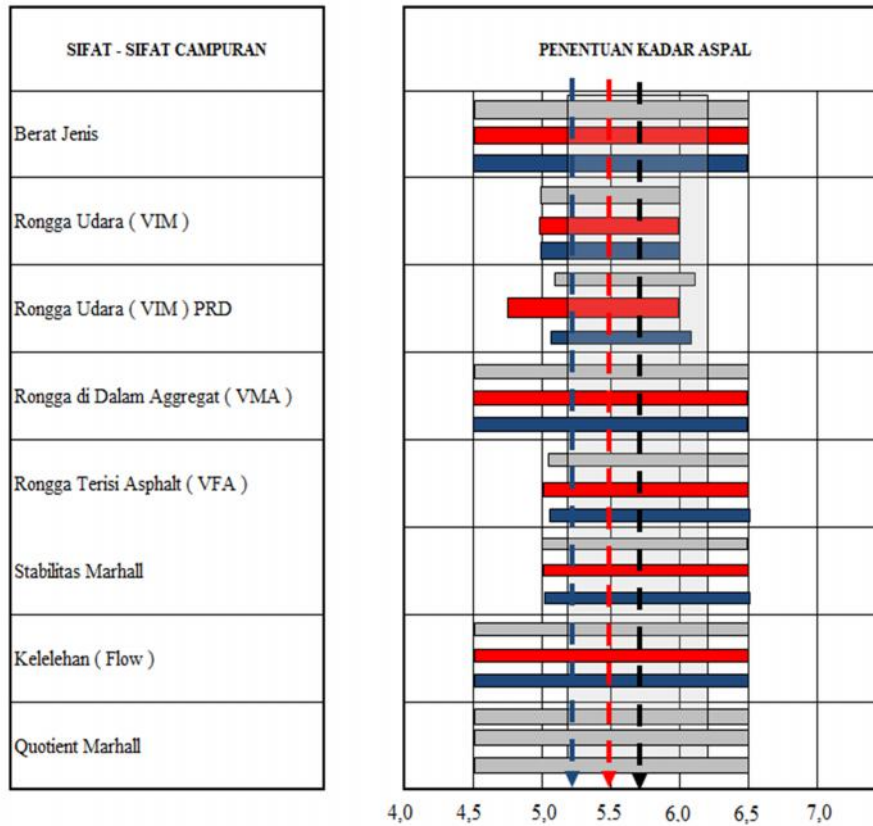 SIFAT - SIFAT CAMPURAN
PENENTUAN KADAR ASPAL
Berat Jenis
Rongga Udara ( VIM )
Rongga Udara ( VIM ) PRD
Rongga di Dalam Aggregat ( VMA )
Rongga Terisi Asphalt ( VFA )
Stabilitas Marhall
Kelelehan ( Flow )
Quotient Marhall
4,0 4,5 5,0 5.5 6.0 6,5 7,0